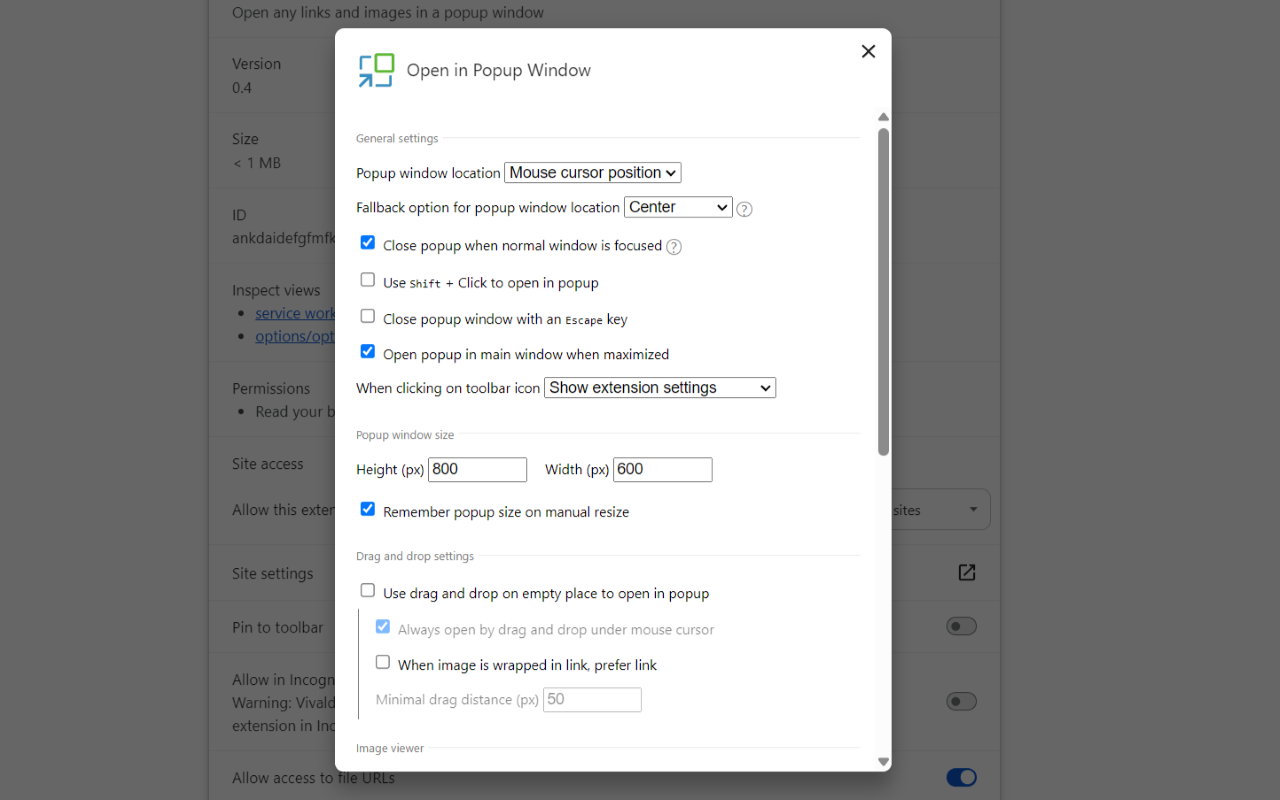 Open any links and images in a popup window
Open in Popup Window
Version
0.4
Size
< 1 MB
ID
ankdaidefgfmfk
Inspect views
service work
options/opt
Permissions
Read your b
Site access
Allow this exten
sites
Site settings
Pin to toolbar
Allow in Incogn
Warning: Vivald
extension in Inc
Allow access to file URLs
General settings
Popup window location Mouse cursor position
Fallback option for popup window location Center ?
Close popup when normal window is focused ?
Use Shift + Click to open in popup
Close popup window with an Escape key
Open popup in main window when maximized
When clicking on toolbar icon Show extension settings
Popup window size
Height (px) 800 Width (px) 600
Remember popup size on manual resize
Drag and drop settings
Use drag and drop on empty place to open in popup
Always open by drag and drop under mouse cursor
When image is wrapped in link, prefer link
Minimal drag distance (px) 50
Image viewer